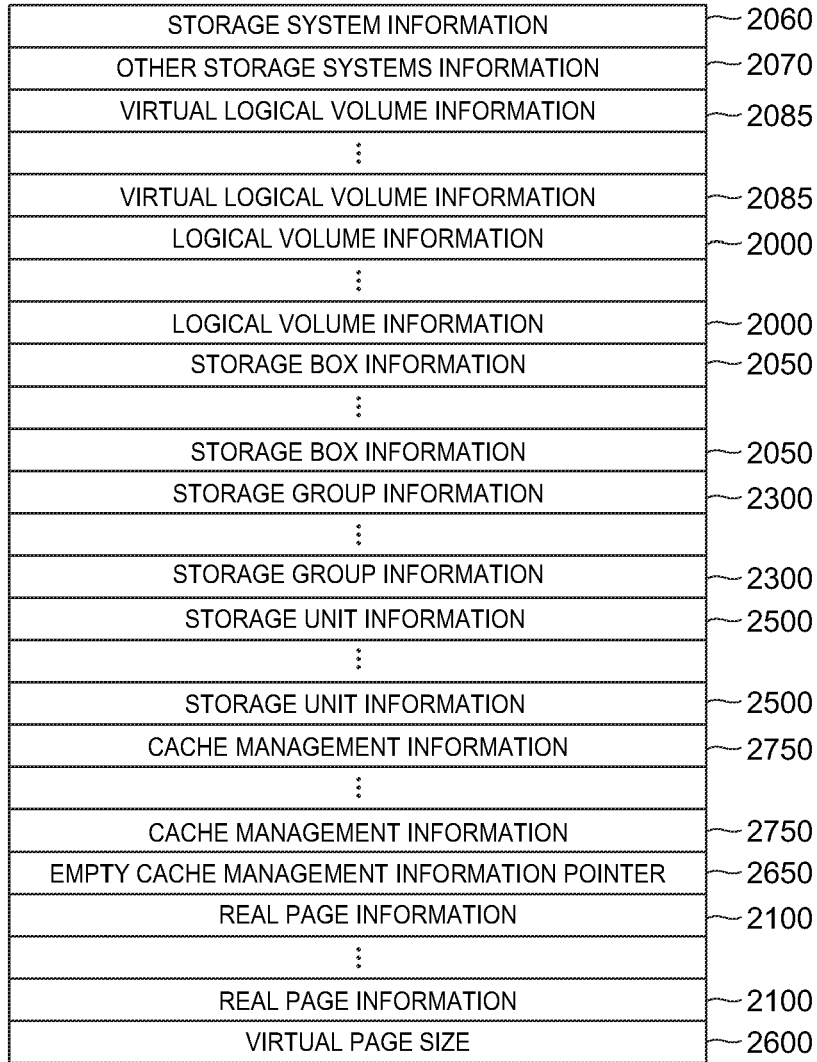 STORAGE SYSTEM INFORMATION 2060
OTHER STORAGE SYSTEMS INFORMATION 2070
VIRTUAL LOGICAL VOLUME INFORMATION 2085
⋮
VIRTUAL LOGICAL VOLUME INFORMATION 2085
LOGICAL VOLUME INFORMATION 2000
⋮
LOGICAL VOLUME INFORMATION 2000
STORAGE BOX INFORMATION 2050
⋮
STORAGE BOX INFORMATION 2050
STORAGE GROUP INFORMATION 2300
⋮
STORAGE GROUP INFORMATION 2300
STORAGE UNIT INFORMATION 2500
⋮
STORAGE UNIT INFORMATION 2500
CACHE MANAGEMENT INFORMATION 2750
⋮
CACHE MANAGEMENT INFORMATION 2750
EMPTY CACHE MANAGEMENT INFORMATION POINTER 2650
REAL PAGE INFORMATION 2100
⋮
REAL PAGE INFORMATION 2100
VIRTUAL PAGE SIZE 2600